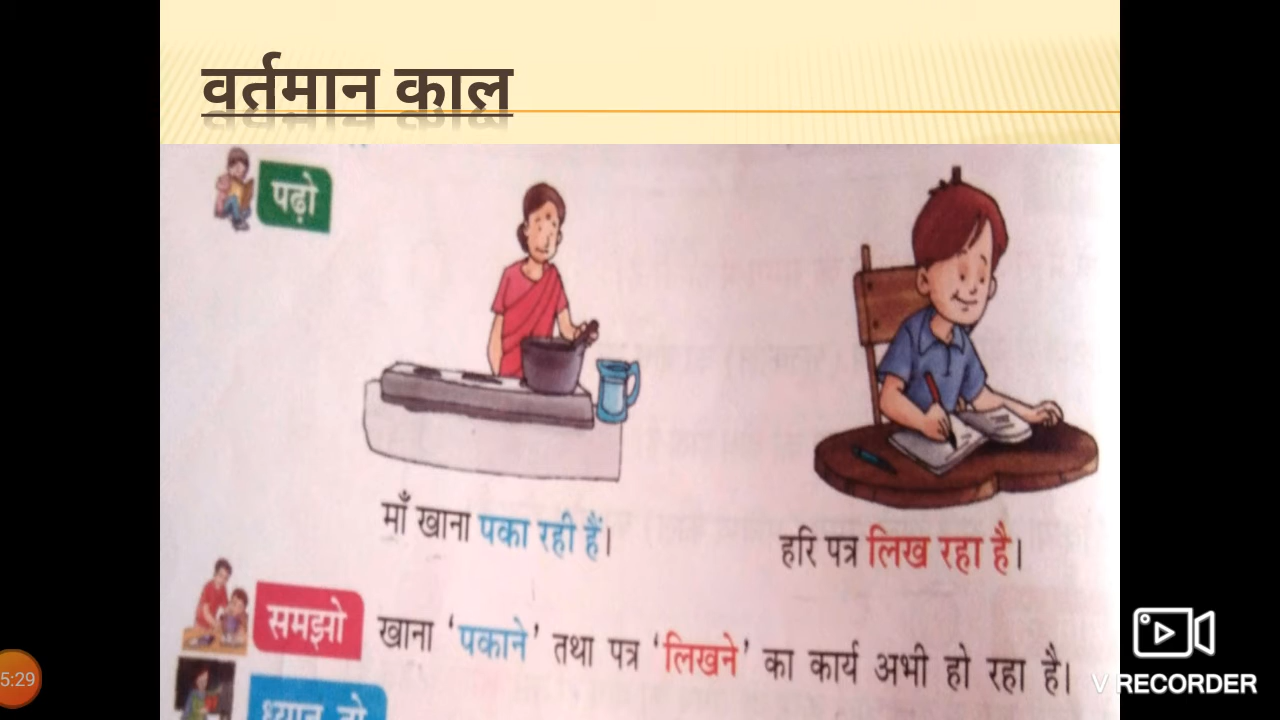 वर्तमान काल
पढ़ो
माँ खाना पका रही हैं।
हरि पत्र लिख रहा है।
समझो
खाना ‘पकाने’ तथा पत्र ‘लिखने’ का कार्य अभी हो रहा है।
5:29
V RECORDER